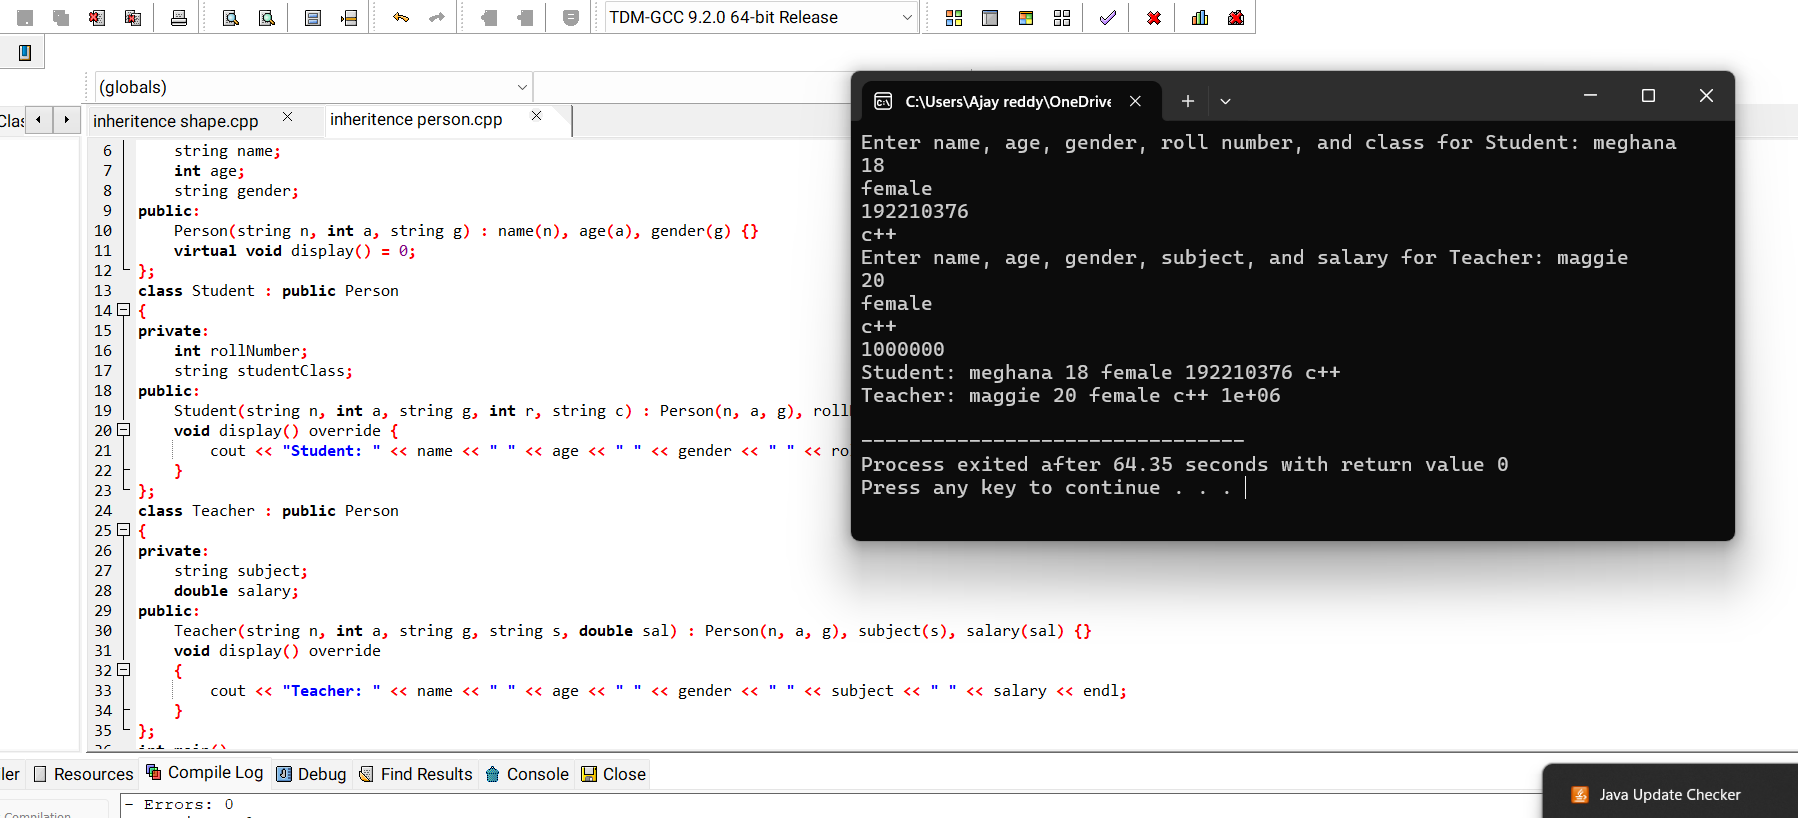 TDM-GCC 9.2.0 64-bit Release
(globals)
Clas
inheritence shape.cpp
inheritence person.cpp
6 string name;
7 int age;
8 string gender;
9 public:
10 Person(string n, int a, string g) : name(n), age(a), gender(g) {}
11 virtual void display() = 0;
12 };
13 class Student : public Person
14 {
15 private:
16 int rollNumber;
17 string studentClass;
18 public:
19 Student(string n, int a, string g, int r, string c) : Person(n, a, g), roll
20 void display() override {
21 cout << "Student: " << name << " " << age << " " << gender << " " << ro
22 }
23 };
24 class Teacher : public Person
25 {
26 private:
27 string subject;
28 double salary;
29 public:
30 Teacher(string n, int a, string g, string s, double sal) : Person(n, a, g), subject(s), salary(sal) {}
31 void display() override
32 {
33 cout << "Teacher: " << name << " " << age << " " << gender << " " << subject << " " << salary << endl;
34 }
35 };
36 int main()
C:\Users\Ajay reddy\OneDrive
Enter name, age, gender, roll number, and class for Student: meghana
18
female
192210376
c++
Enter name, age, gender, subject, and salary for Teacher: maggie
20
female
c++
1000000
Student: meghana 18 female 192210376 c++
Teacher: maggie 20 female c++ 1e+06
--------------------------------
Process exited after 64.35 seconds with return value 0
Press any key to continue . . .
ler Resources Compile Log Debug Find Results Console Close
- Errors: 0
Compilation
Java Update Checker